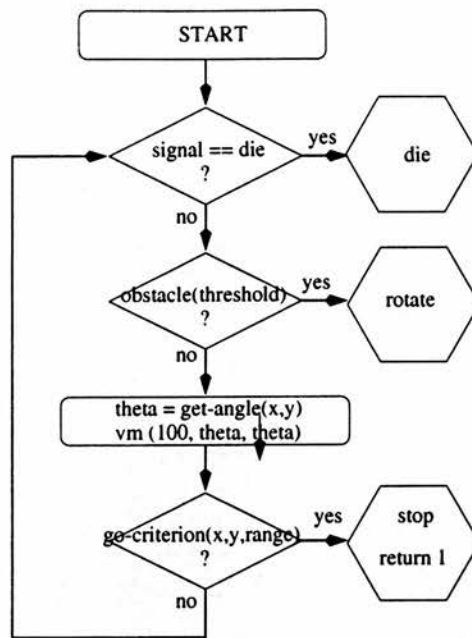 START
signal == die
?
yes
die
no
obstacle(threshold)
?
yes
rotate
no
theta = get-angle(x,y)
vm (100, theta, theta)
go-criterion(x,y,range)
?
yes
stop
return 1
no